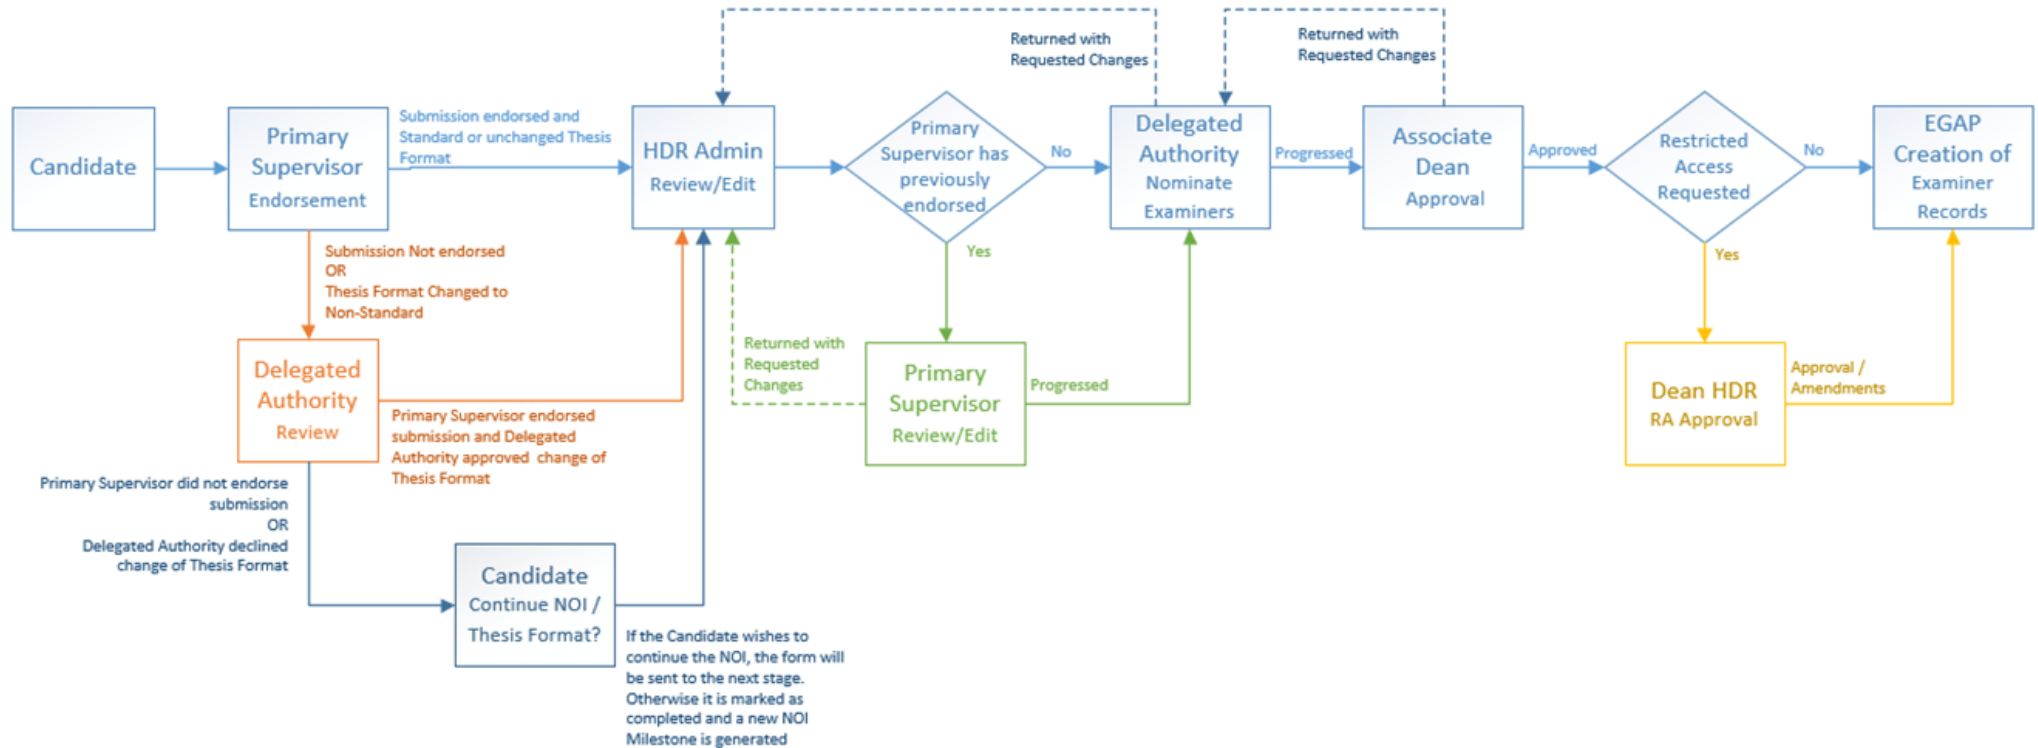 Candidate
Primary
Supervisor
Endorsement
Submission endorsed and
Standard or unchanged Thesis
Format
HDR Admin
Review/Edit
Primary
Supervisor has
previously
endorsed
No
Yes
Returned with
Requested Changes
Delegated
Authority
Nominate
Examiners
Progressed
Returned with
Requested Changes
Associate
Dean
Approval
Approved
Restricted
Access
Requested
No
Yes
EGAP
Creation of
Examiner
Records
Submission Not endorsed
OR
Thesis Format Changed to
Non-Standard
Delegated
Authority
Review
Primary Supervisor endorsed
submission and Delegated
Authority approved change of
Thesis Format
Returned with
Requested
Changes
Primary
Supervisor
Review/Edit
Progressed
Dean HDR
RA Approval
Approval /
Amendments
Primary Supervisor did not endorse
submission
OR
Delegated Authority declined
change of Thesis Format
Candidate
Continue NOI /
Thesis Format?
If the Candidate wishes to
continue the NOI, the form will
be sent to the next stage.
Otherwise it is marked as
completed and a new NOI
Milestone is generated